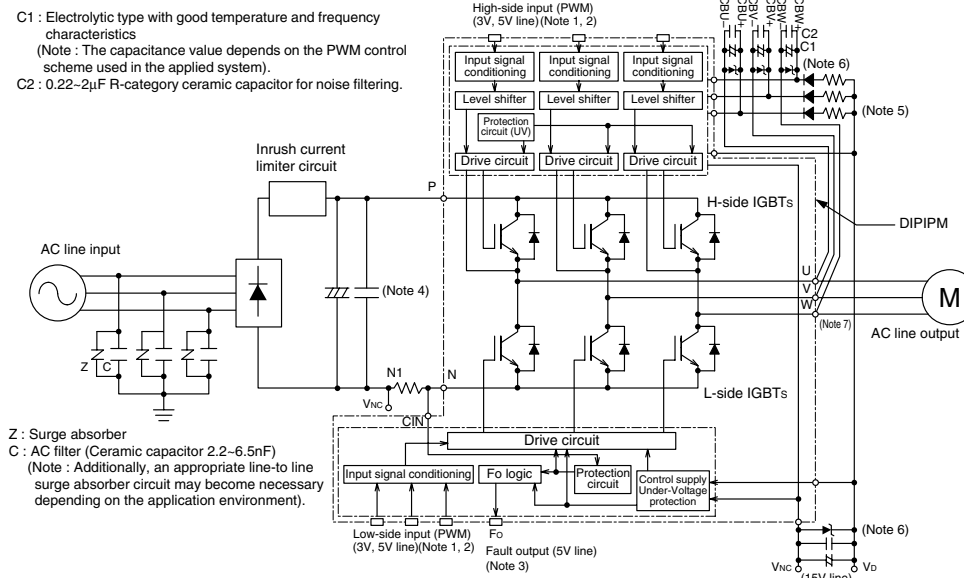 C1 : Electrolytic type with good temperature and frequency
characteristics
(Note : The capacitance value depends on the PWM control
scheme used in the applied system).
C2 : 0.22~2μF R-category ceramic capacitor for noise filtering.
High-side input (PWM)
(3V, 5V line)(Note 1, 2)
CBU–
CBU+
CBV–
CBV+
CBW–
CBW+
C2
C1
(Note 6)
(Note 5)
Input signal
conditioning
Input signal
conditioning
Input signal
conditioning
Level shifter
Level shifter
Level shifter
Protection
circuit (UV)
Drive circuit
Drive circuit
Drive circuit
Inrush current
limiter circuit
P
H-side IGBTs
DIPIPM
AC line input
(Note 4)
U
V
W
(Note 7)
M
AC line output
Z
C
N1
N
VNC
CIN
L-side IGBTs
Z : Surge absorber
C : AC filter (Ceramic capacitor 2.2~6.5nF)
(Note : Additionally, an appropriate line-to line
surge absorber circuit may become necessary
depending on the application environment).
Drive circuit
Input signal conditioning
Fo logic
Protection
circuit
Control supply
Under-Voltage
protection
Low-side input (PWM)
(3V, 5V line)(Note 1, 2)
Fo
Fault output (5V line)
(Note 3)
(Note 6)
VNC
VD
(15V line)